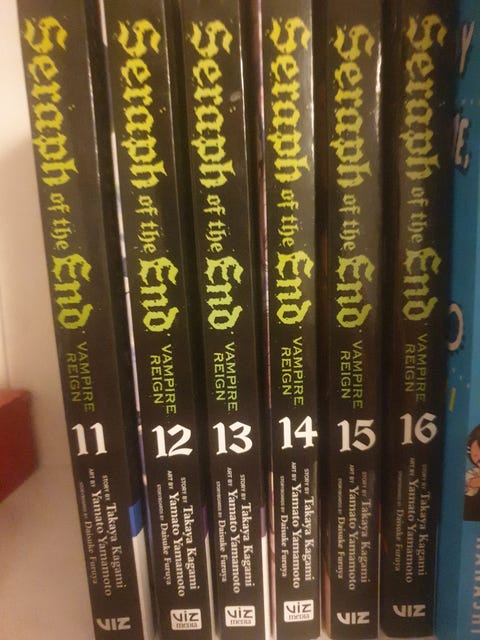 Seraph of the End
VAMPIRE REIGN
11
STORY BY Takaya Kagami
ART BY Yamato Yamamoto
STORYBOARDS BY Daisuke Furuya
VIZ
Seraph of the End
VAMPIRE REIGN
12
STORY BY Takaya Kagami
ART BY Yamato Yamamoto
STORYBOARDS BY Daisuke Furuya
VIZ
media
Seraph of the End
VAMPIRE REIGN
13
STORY BY Takaya Kagami
ART BY Yamato Yamamoto
STORYBOARDS BY Daisuke Furuya
VIZ
media
Seraph of the End
VAMPIRE REIGN
14
STORY BY Takaya Kagami
ART BY Yamato Yamamoto
STORYBOARDS BY Daisuke Furuya
VIZ
media
Seraph of the End
VAMPIRE REIGN
15
STORY BY Takaya Kagami
ART BY Yamato Yamamoto
STORYBOARDS BY Daisuke Furuya
VIZ
media
Seraph of the End
VAMPIRE REIGN
16
STORY BY Takaya Kagami
ART BY Yamato Yamamoto
STORYBOARDS BY Daisuke Furuya
VIZ